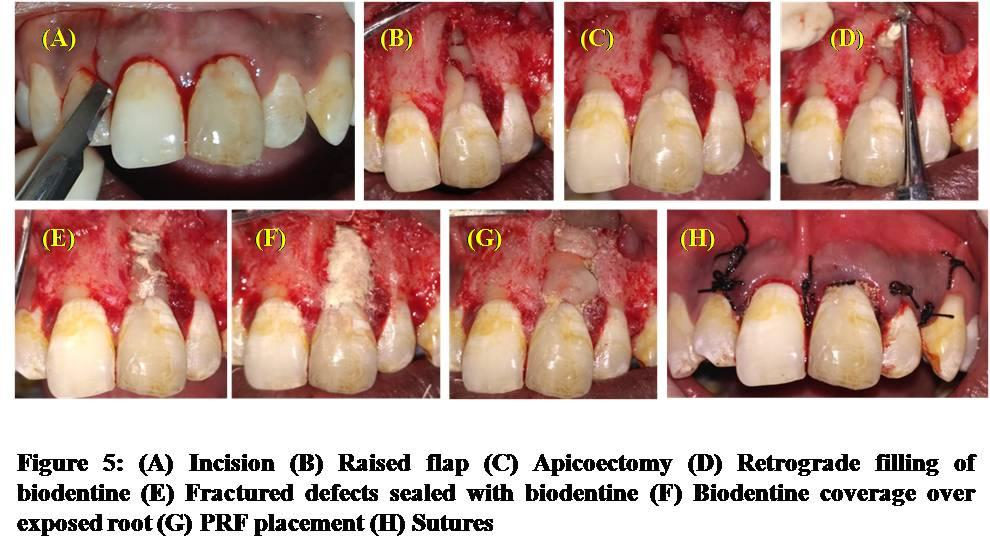 (A)
(B)
(C)
(D)
(E)
(F)
(G)
(H)
Figure 5: (A) Incision (B) Raised flap (C) Apicoectomy (D) Retrograde filling of
biodentine (E) Fractured defects sealed with biodentine (F) Biodentine coverage over
exposed root (G) PRF placement (H) Sutures